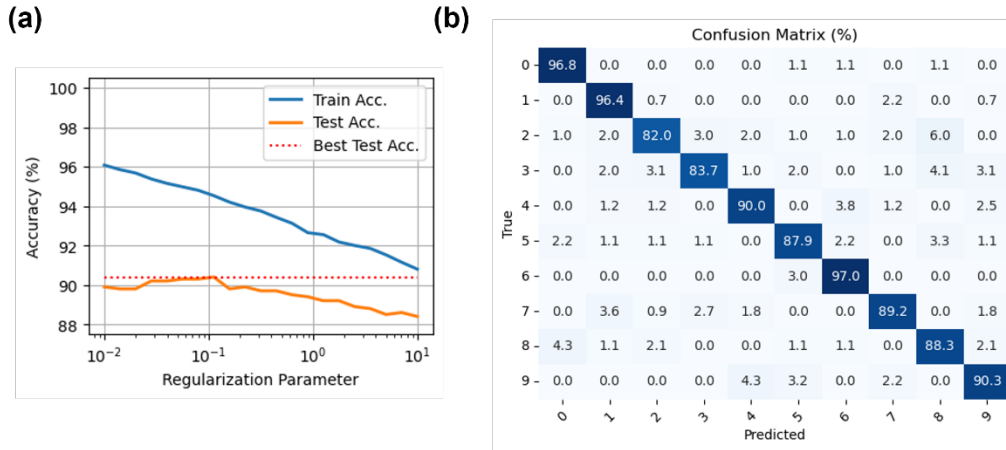 (a)
100
98
96
94
92
90
88
Accuracy (%)
Train Acc.
Test Acc.
Best Test Acc.
10⁻² 10⁻¹ 10⁰ 10¹
Regularization Parameter
(b)
Confusion Matrix (%)
True
0 96.8 0.0 0.0 0.0 0.0 1.1 1.1 0.0 1.1 0.0
1 0.0 96.4 0.7 0.0 0.0 0.0 0.0 2.2 0.0 0.7
2 1.0 2.0 82.0 3.0 2.0 1.0 1.0 2.0 6.0 0.0
3 0.0 2.0 3.1 83.7 1.0 2.0 0.0 1.0 4.1 3.1
4 0.0 1.2 1.2 0.0 90.0 0.0 3.8 1.2 0.0 2.5
5 2.2 1.1 1.1 1.1 0.0 87.9 2.2 0.0 3.3 1.1
6 0.0 0.0 0.0 0.0 0.0 3.0 97.0 0.0 0.0 0.0
7 0.0 3.6 0.9 2.7 1.8 0.0 0.0 89.2 0.0 1.8
8 4.3 1.1 2.1 0.0 0.0 1.1 1.1 0.0 88.3 2.1
9 0.0 0.0 0.0 0.0 4.3 3.2 0.0 2.2 0.0 90.3
0 1 2 3 4 5 6 7 8 9
Predicted